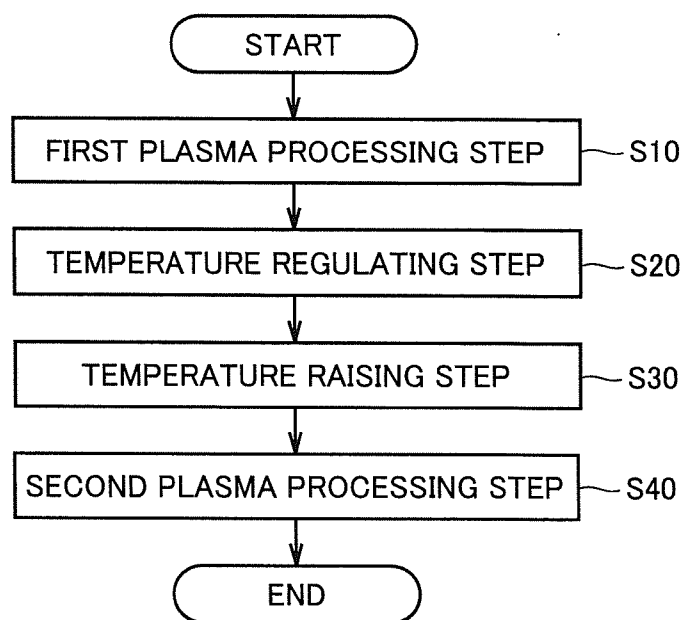 START
FIRST PLASMA PROCESSING STEP S10
TEMPERATURE REGULATING STEP S20
TEMPERATURE RAISING STEP S30
SECOND PLASMA PROCESSING STEP S40
END